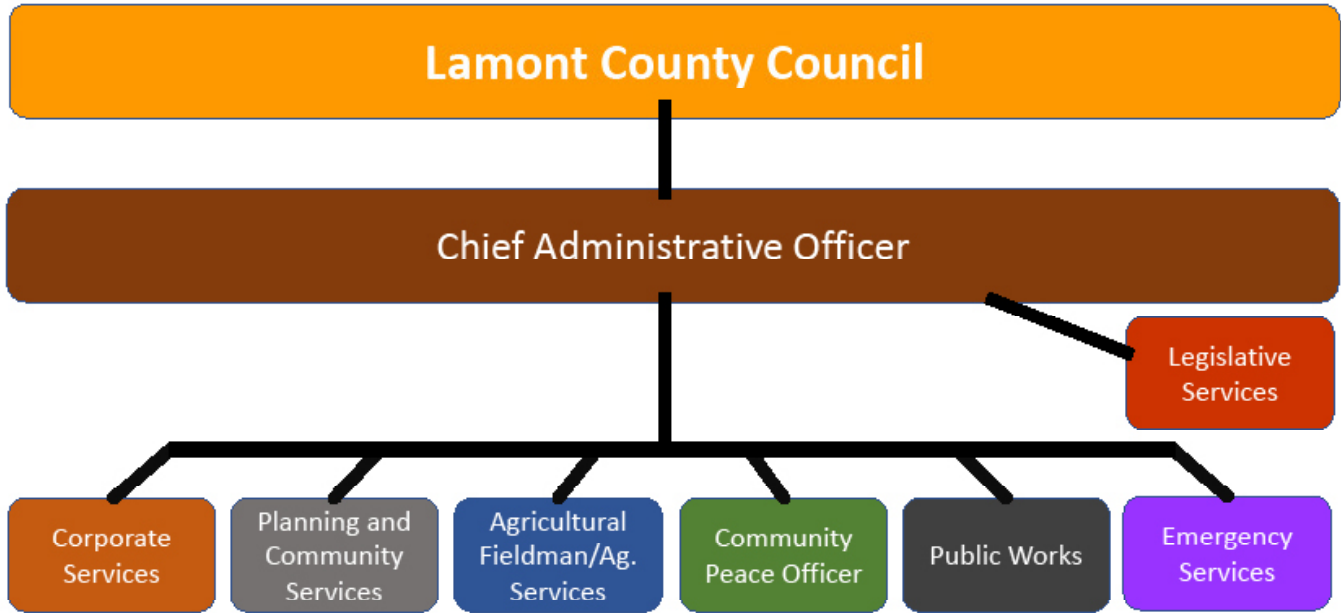 Lamont County Council
Chief Administrative Officer
Legislative
Services
Corporate
Services
Planning and
Community
Services
Agricultural
Fieldman/Ag.
Services
Community
Peace Officer
Public Works
Emergency
Services